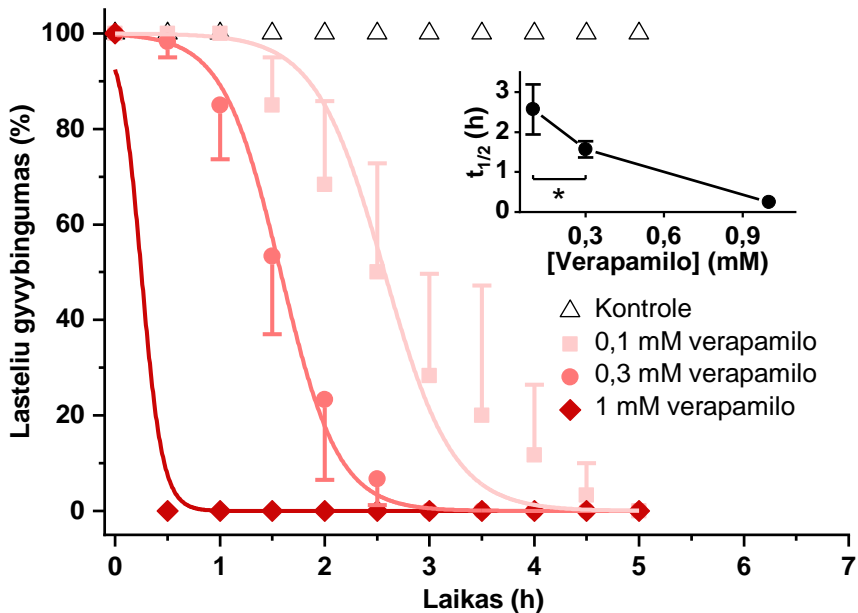 Lasteliu gyvybingumas (%)
100
80
60
40
20
0
0
1
2
3
4
5
6
7
Laikas (h)
t1/2 (h)
3
2
1
0
*
0,3
0,6
0,9
[Verapamilo] (mM)
Kontrole
0,1 mM verapamilo
0,3 mM verapamilo
1 mM verapamilo